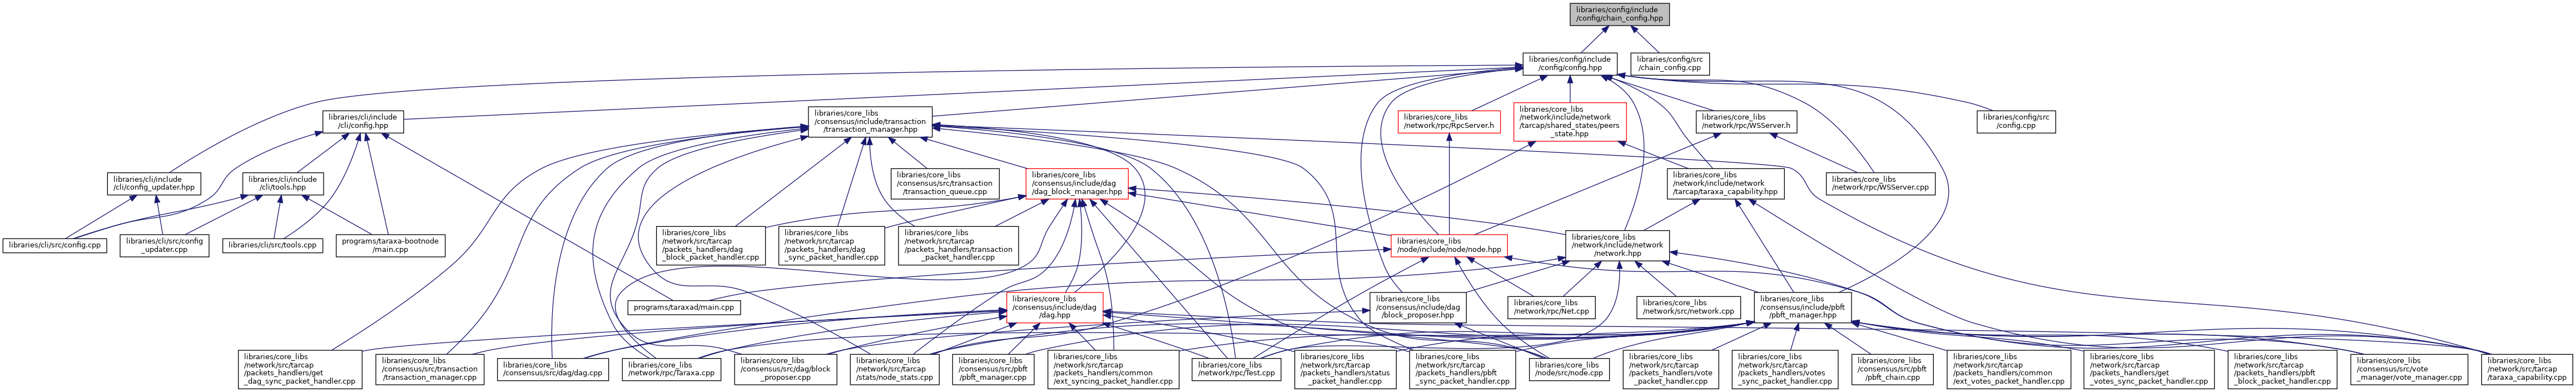 libraries/config/include
/config/chain_config.hpp
libraries/config/include
/config/config.hpp
libraries/config/src
/chain_config.cpp
libraries/cli/include
/cli/config.hpp
libraries/core_libs
/consensus/include/transaction
/transaction_manager.hpp
libraries/core_libs
/network/rpc/RpcServer.h
libraries/core_libs
/network/include/network
/tarcap/shared_states/peers
_state.hpp
libraries/core_libs
/network/rpc/WSServer.h
libraries/config/src
/config.cpp
libraries/cli/include
/cli/config_updater.hpp
libraries/cli/include
/cli/tools.hpp
libraries/core_libs
/consensus/src/transaction
/transaction_queue.cpp
libraries/core_libs
/consensus/include/dag
/dag_block_manager.hpp
libraries/core_libs
/network/include/network
/tarcap/taraxa_capability.hpp
libraries/core_libs
/network/rpc/WSServer.cpp
libraries/cli/src/config.cpp
libraries/cli/src/config
_updater.cpp
libraries/cli/src/tools.cpp
programs/taraxa-bootnode
/main.cpp
libraries/core_libs
/network/src/tarcap
/packets_handlers/dag
_block_packet_handler.cpp
libraries/core_libs
/network/src/tarcap
/packets_handlers/dag
_sync_packet_handler.cpp
libraries/core_libs
/network/src/tarcap
/packets_handlers/transaction
_packet_handler.cpp
libraries/core_libs
/node/include/node/node.hpp
libraries/core_libs
/network/include/network
/network.hpp
programs/taraxad/main.cpp
libraries/core_libs
/consensus/include/dag
/dag.hpp
libraries/core_libs
/consensus/include/dag
/block_proposer.hpp
libraries/core_libs
/network/rpc/Net.cpp
libraries/core_libs
/network/src/network.cpp
libraries/core_libs
/consensus/include/pbft
/pbft_manager.hpp
libraries/core_libs
/network/src/tarcap
/packets_handlers/get
_dag_sync_packet_handler.cpp
libraries/core_libs
/consensus/src/transaction
/transaction_manager.cpp
libraries/core_libs
/consensus/src/dag/dag.cpp
libraries/core_libs
/network/rpc/Taraxa.cpp
libraries/core_libs
/consensus/src/dag/block
_proposer.cpp
libraries/core_libs
/network/src/tarcap
/stats/node_stats.cpp
libraries/core_libs
/consensus/src/pbft
/pbft_manager.cpp
libraries/core_libs
/network/src/tarcap
/packets_handlers/common
/ext_syncing_packet_handler.cpp
libraries/core_libs
/network/rpc/Test.cpp
libraries/core_libs
/network/src/tarcap
/packets_handlers/status
_packet_handler.cpp
libraries/core_libs
/network/src/tarcap
/packets_handlers/pbft
_sync_packet_handler.cpp
libraries/core_libs
/node/src/node.cpp
libraries/core_libs
/network/src/tarcap
/packets_handlers/vote
_packet_handler.cpp
libraries/core_libs
/network/src/tarcap
/packets_handlers/votes
_sync_packet_handler.cpp
libraries/core_libs
/consensus/src/pbft
/pbft_chain.cpp
libraries/core_libs
/network/src/tarcap
/packets_handlers/common
/ext_votes_packet_handler.cpp
libraries/core_libs
/network/src/tarcap
/packets_handlers/get
_votes_sync_packet_handler.cpp
libraries/core_libs
/network/src/tarcap
/packets_handlers/pbft
_block_packet_handler.cpp
libraries/core_libs
/consensus/src/vote
_manager/vote_manager.cpp
libraries/core_libs
/network/src/tarcap
/taraxa_capability.cpp